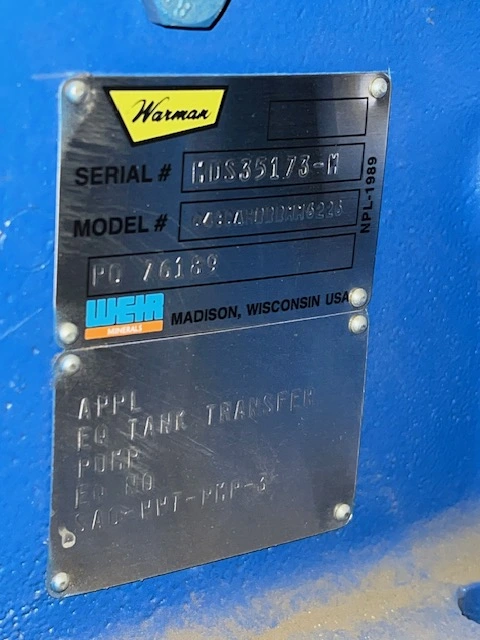 Warman
SERIAL # MDS35173-M
MODEL #
NPL-1989
PO 76189
WEIR
MINERALS
MADISON, WISCONSIN USA
APPL
EQ TANK TRANSFER
PUMP
EQ NO